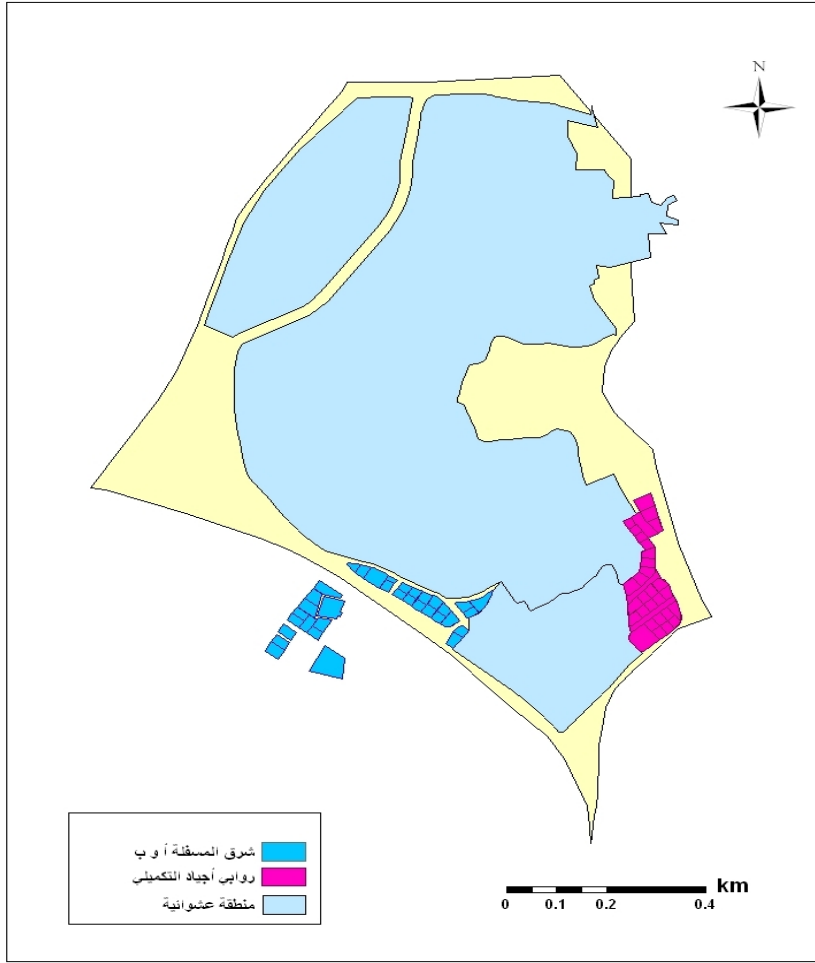 N
شرق المسفلة أ و ب
روابي أجياد التكميلي
منطقة عشوائية
km
0 0.1 0.2 0.4